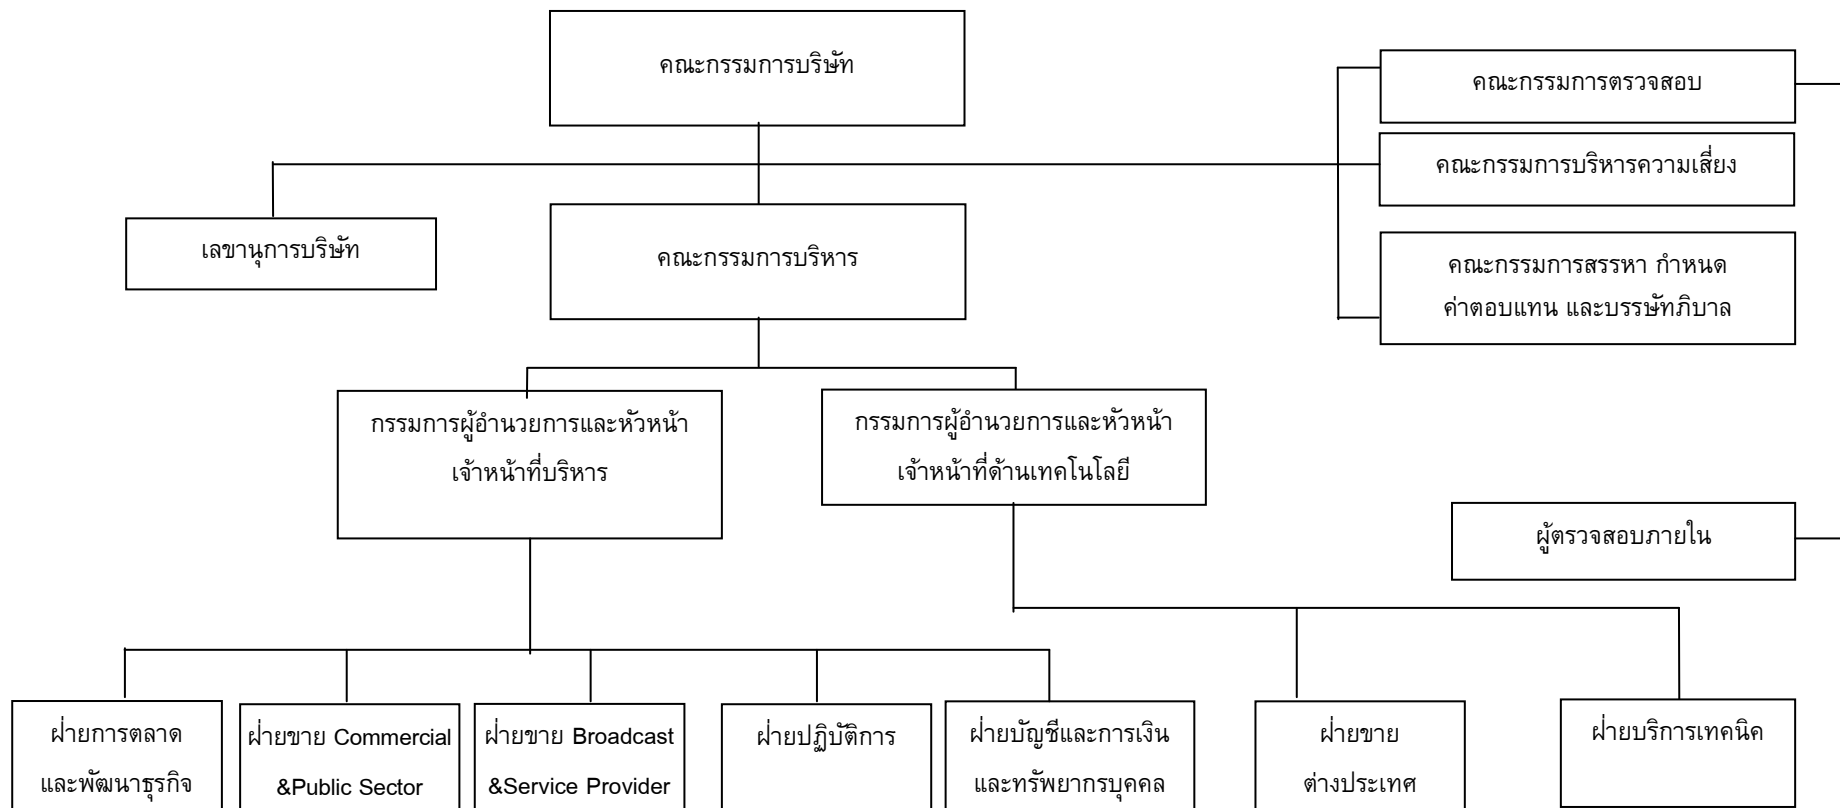 คณะกรรมการบริษัท
คณะกรรมการตรวจสอบ
คณะกรรมการบริหารความเสี่ยง
เลขานุการบริษัท
คณะกรรมการบริหาร
คณะกรรมการสรรหา กำหนด
ค่าตอบแทน และบรรษัทภิบาล
กรรมการผู้อำนวยการและหัวหน้า
เจ้าหน้าที่บริหาร
กรรมการผู้อำนวยการและหัวหน้า
เจ้าหน้าที่ด้านเทคโนโลยี
ผู้ตรวจสอบภายใน
ฝ่ายการตลาด
และพัฒนาธุรกิจ
ฝ่ายขาย Commercial
&Public Sector
ฝ่ายขาย Broadcast
&Service Provider
ฝ่ายปฏิบัติการ
ฝ่ายบัญชีและการเงิน
และทรัพยากรบุคคล
ฝ่ายขาย
ต่างประเทศ
ฝ่ายบริการเทคนิค